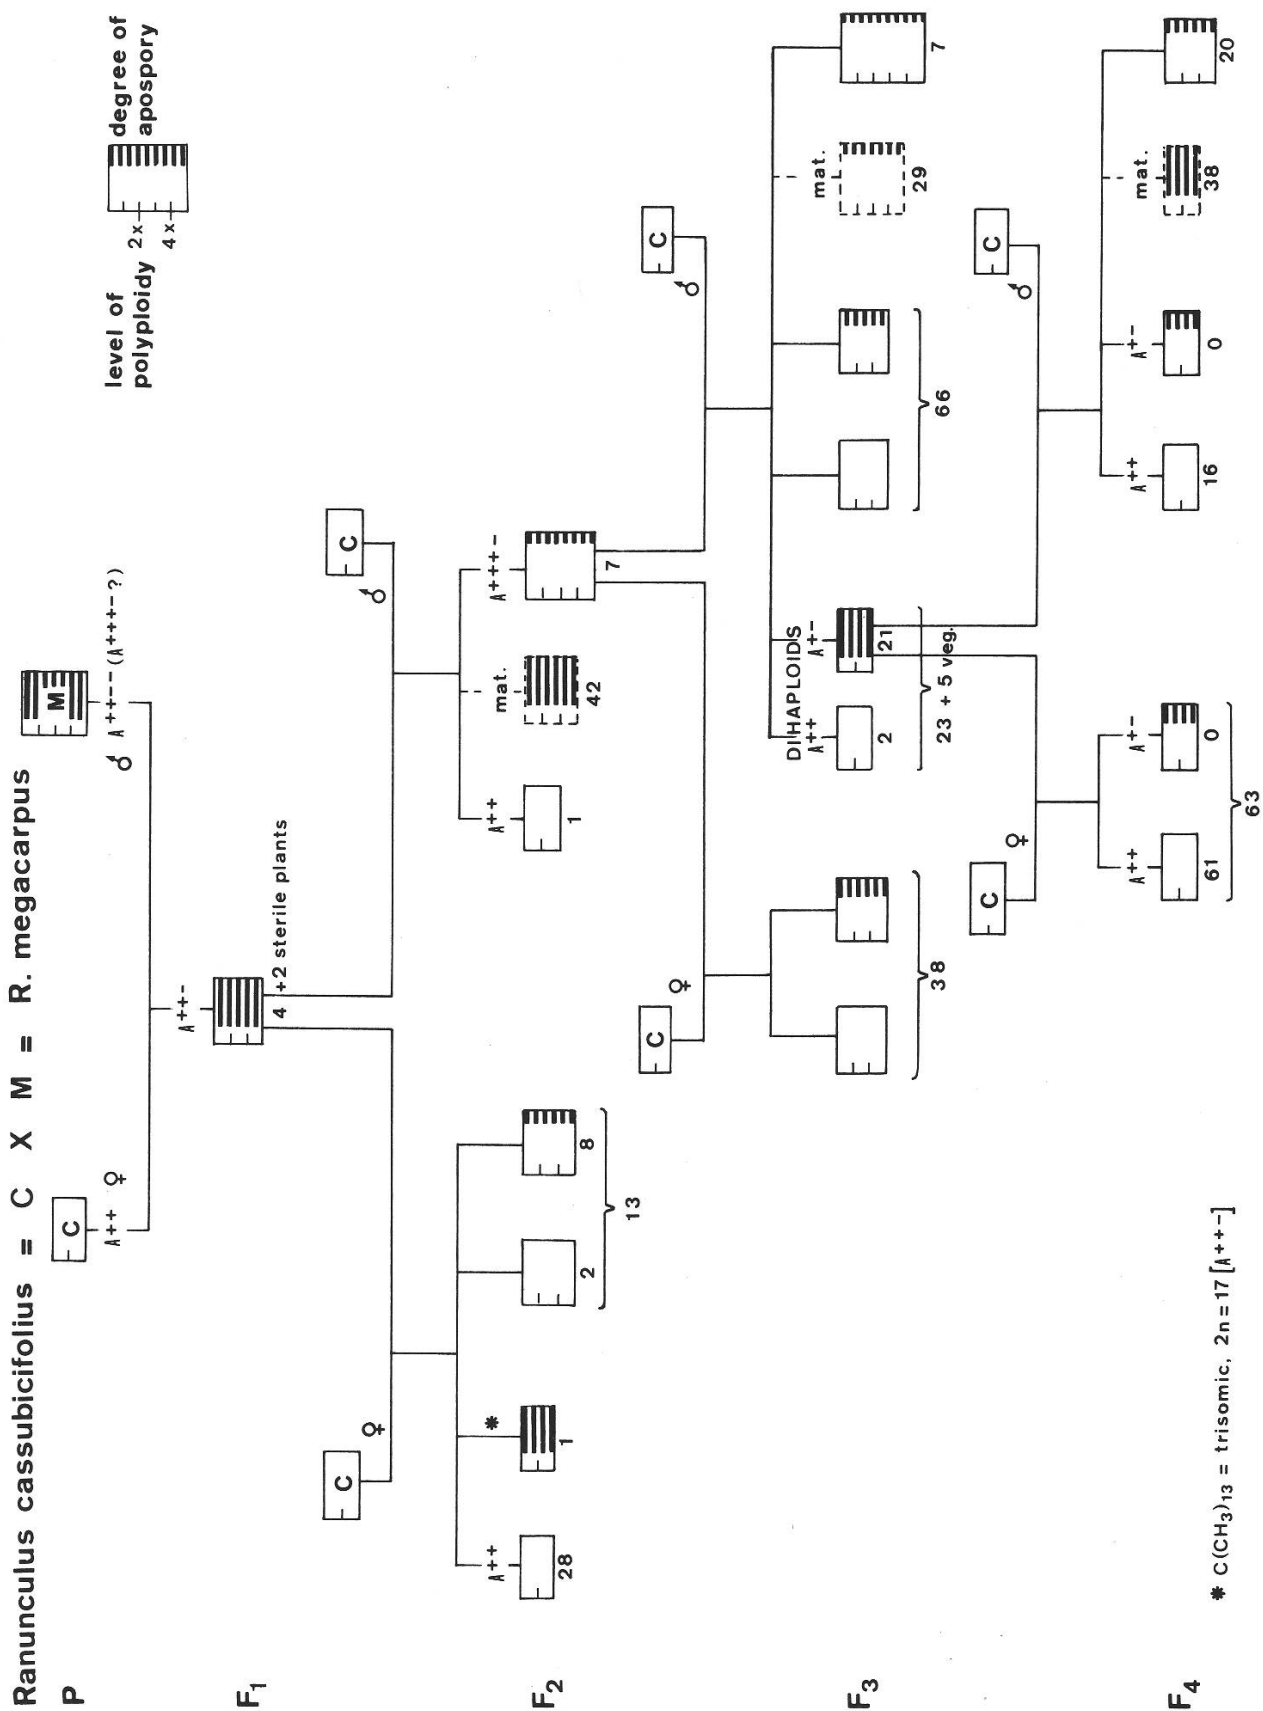 Ranunculus cassubicifolius = C X M = R. megacarpus
level of polyploidy
2x
4x
degree of apospory
P
C
A++ ♀
M
♂ A ++-- (A+++-?)
F1
A++-
4 +2 sterile plants
C
♀
C
♂
F2
A++
28
*
1
2
8
13
A++
1
mat.
42
A+++-
7
C
♀
C
♂
F3
38
DIHAPLOIDS
A++
2
A+-
21
23 + 5 veg.
66
mat.
29
7
C
♀
C
♂
F4
A++
61
A+-
0
63
A++
16
A+-
0
mat.
38
20
* C(CH3)13 = trisomic, 2n=17 [A++-]